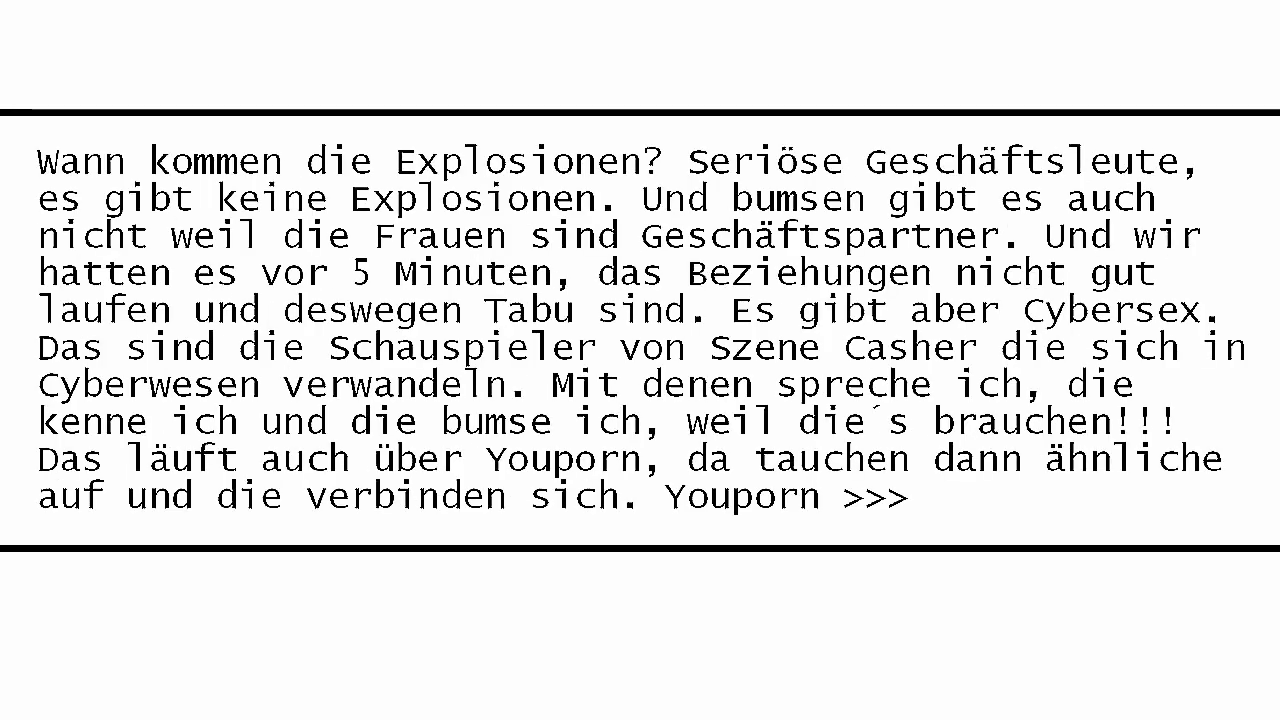 Wann kommen die Explosionen? Seriöse Geschäftsleute,
es gibt keine Explosionen. Und bumsen gibt es auch
nicht weil die Frauen sind Geschäftspartner. Und wir
hatten es vor 5 Minuten, das Beziehungen nicht gut
laufen und deswegen Tabu sind. Es gibt aber Cybersex.
Das sind die Schauspieler von Szene Casher die sich in
Cyberwesen verwandeln. Mit denen spreche ich, die
kenne ich und die bumse ich, weil die´s brauchen!!!
Das läuft auch über Youporn, da tauchen dann ähnliche
auf und die verbinden sich. Youporn >>>